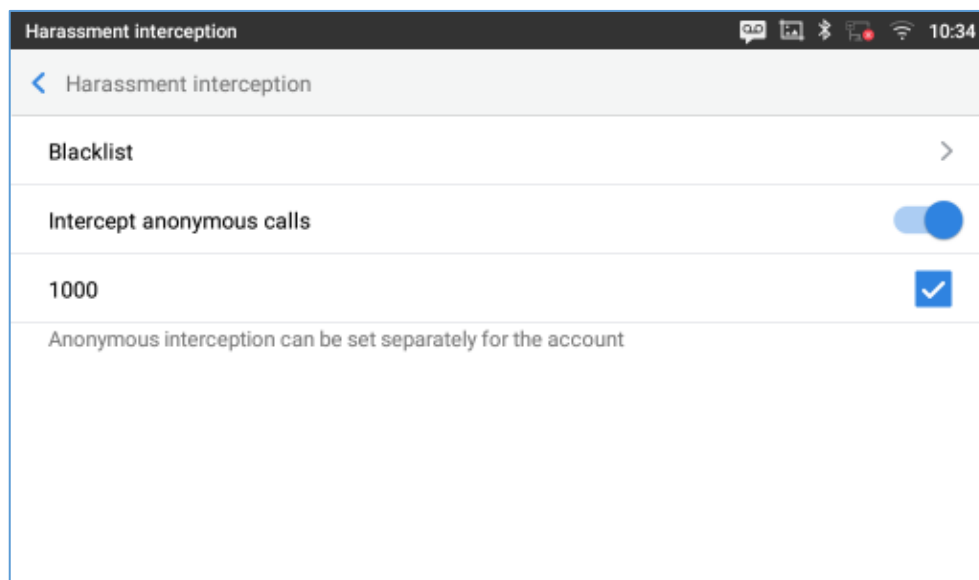 Harassment interception 10:34
Harassment interception
Blacklist
Intercept anonymous calls
1000
Anonymous interception can be set separately for the account